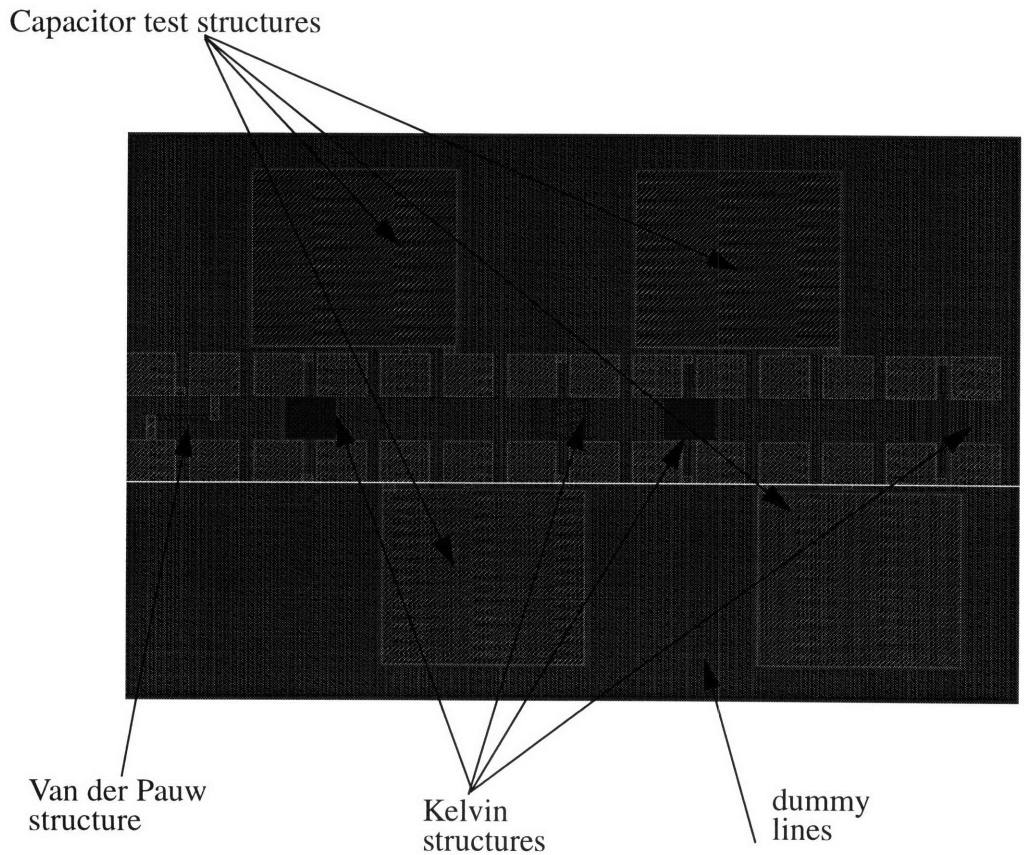 Capacitor test structures
Van der Pauw
structure
Kelvin
structures
dummy
lines